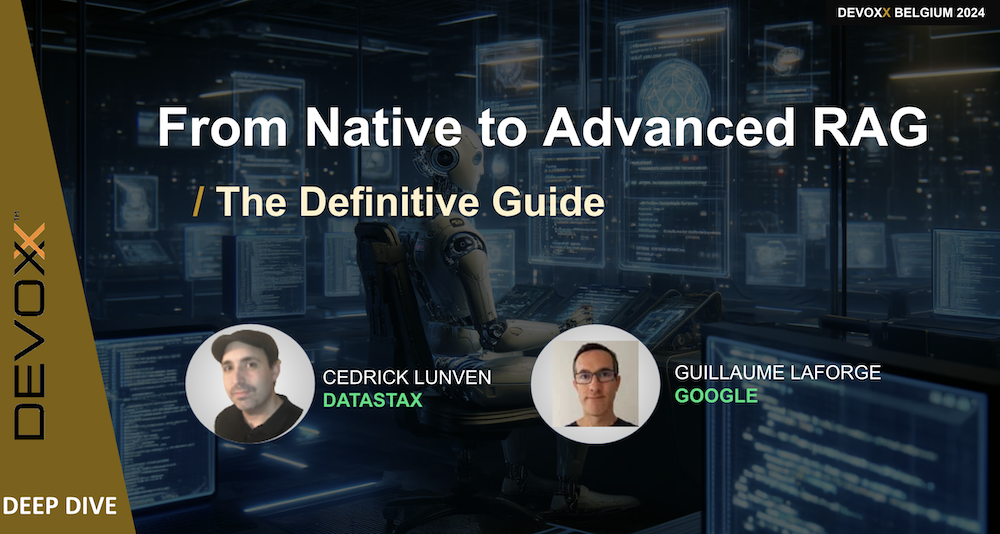 DEVOXX BELGIUM 2024
From Native to Advanced RAG
/ The Definitive Guide
CEDRICK LUNVEN
DATASTAX
GUILLAUME LAFORGE
GOOGLE
DEVOXX™
DEEP DIVE